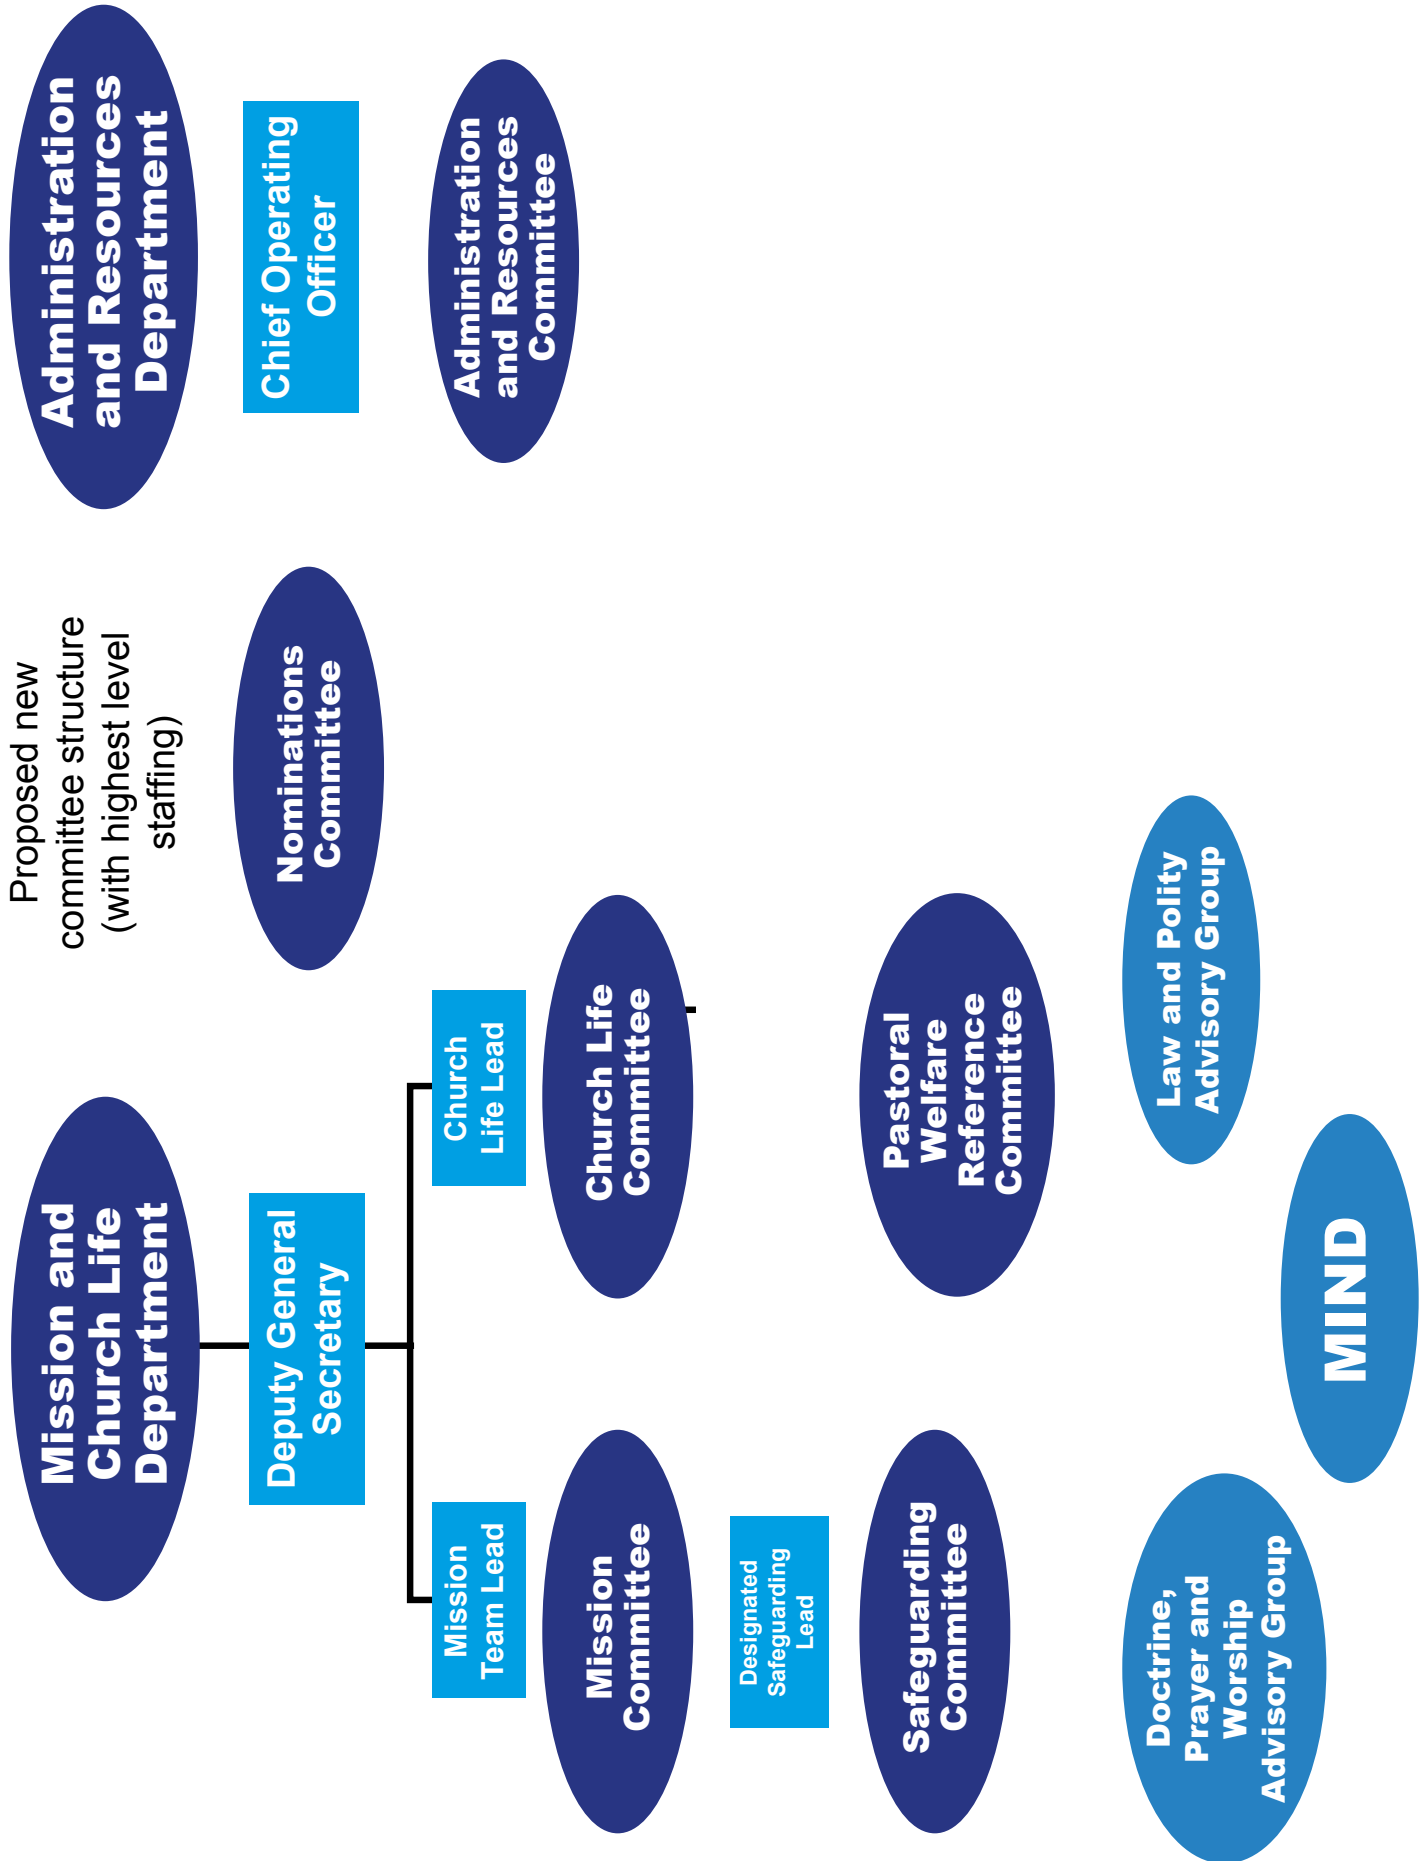 Mission and
Church Life
Department
Proposed new
committee structure
(with highest level
staffing)
Administration
and Resources
Department
Deputy General
Secretary
Nominations
Committee
Chief Operating
Officer
Mission
Team Lead
Church
Life Lead
Administration
and Resources
Committee
Mission
Committee
Church Life
Committee
Designated
Safeguarding
Lead
Safeguarding
Committee
Pastoral
Welfare
Reference
Committee
Doctrine,
Prayer and
Worship
Advisory Group
Law and Polity
Advisory Group
MIND